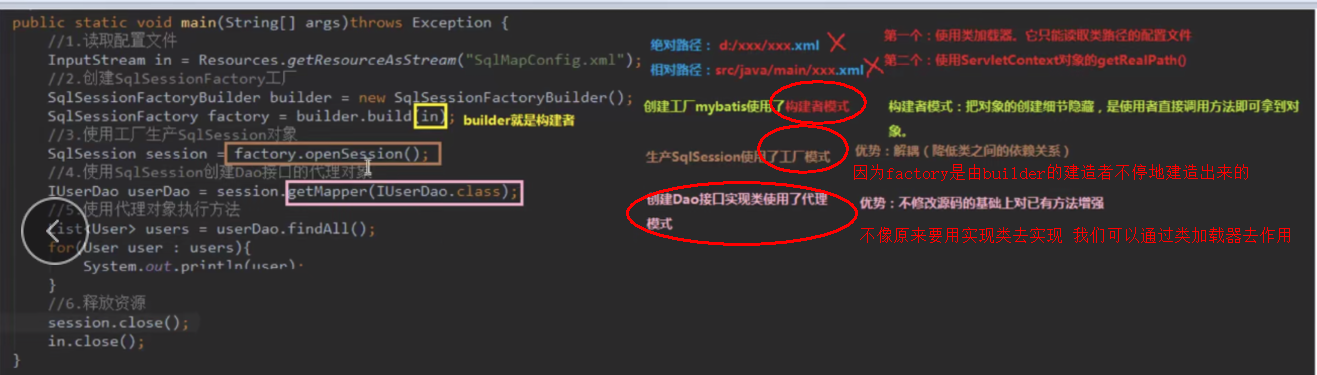 public static void main(String[] args)throws Exception {
//1.读取配置文件
InputStream in = Resources.getResourceAsStream("SqlMapConfig.xml");
//2.创建SqlSessionFactory工厂
SqlSessionFactoryBuilder builder = new SqlSessionFactoryBuilder();
SqlSessionFactory factory = builder.build(in);
builder就是构建者
//3.使用工厂生产SqlSession对象
SqlSession session = factory.openSession();
//4.使用SqlSession创建Dao接口的代理对象
IUserDao userDao = session.getMapper(IUserDao.class);
//5.使用代理对象执行方法
List<User> users = userDao.findAll();
for(User user : users){
System.out.println(user);
}
//6.释放资源
session.close();
in.close();
}
绝对路径： d:/xxx/xxx.xml
相对路径：src/java/main/xxx.xml
第一个：使用类加载器。它只能读取类路径的配置文件
第二个：使用ServletContext对象的getRealPath()
创建工厂mybatis使用了构建者模式
构建者模式：把对象的创建细节隐藏，是使用者直接调用方法即可拿到对
象。
生产SqlSession使用了工厂模式
优势：解耦（降低类之间的依赖关系）
因为factory是由builder的建造者不停地建造出来的
创建Dao接口实现类使用了代理
模式
优势：不修改源码的基础上对已有方法增强
不像原来要用实现类去实现 我们可以通过类加载器去作用